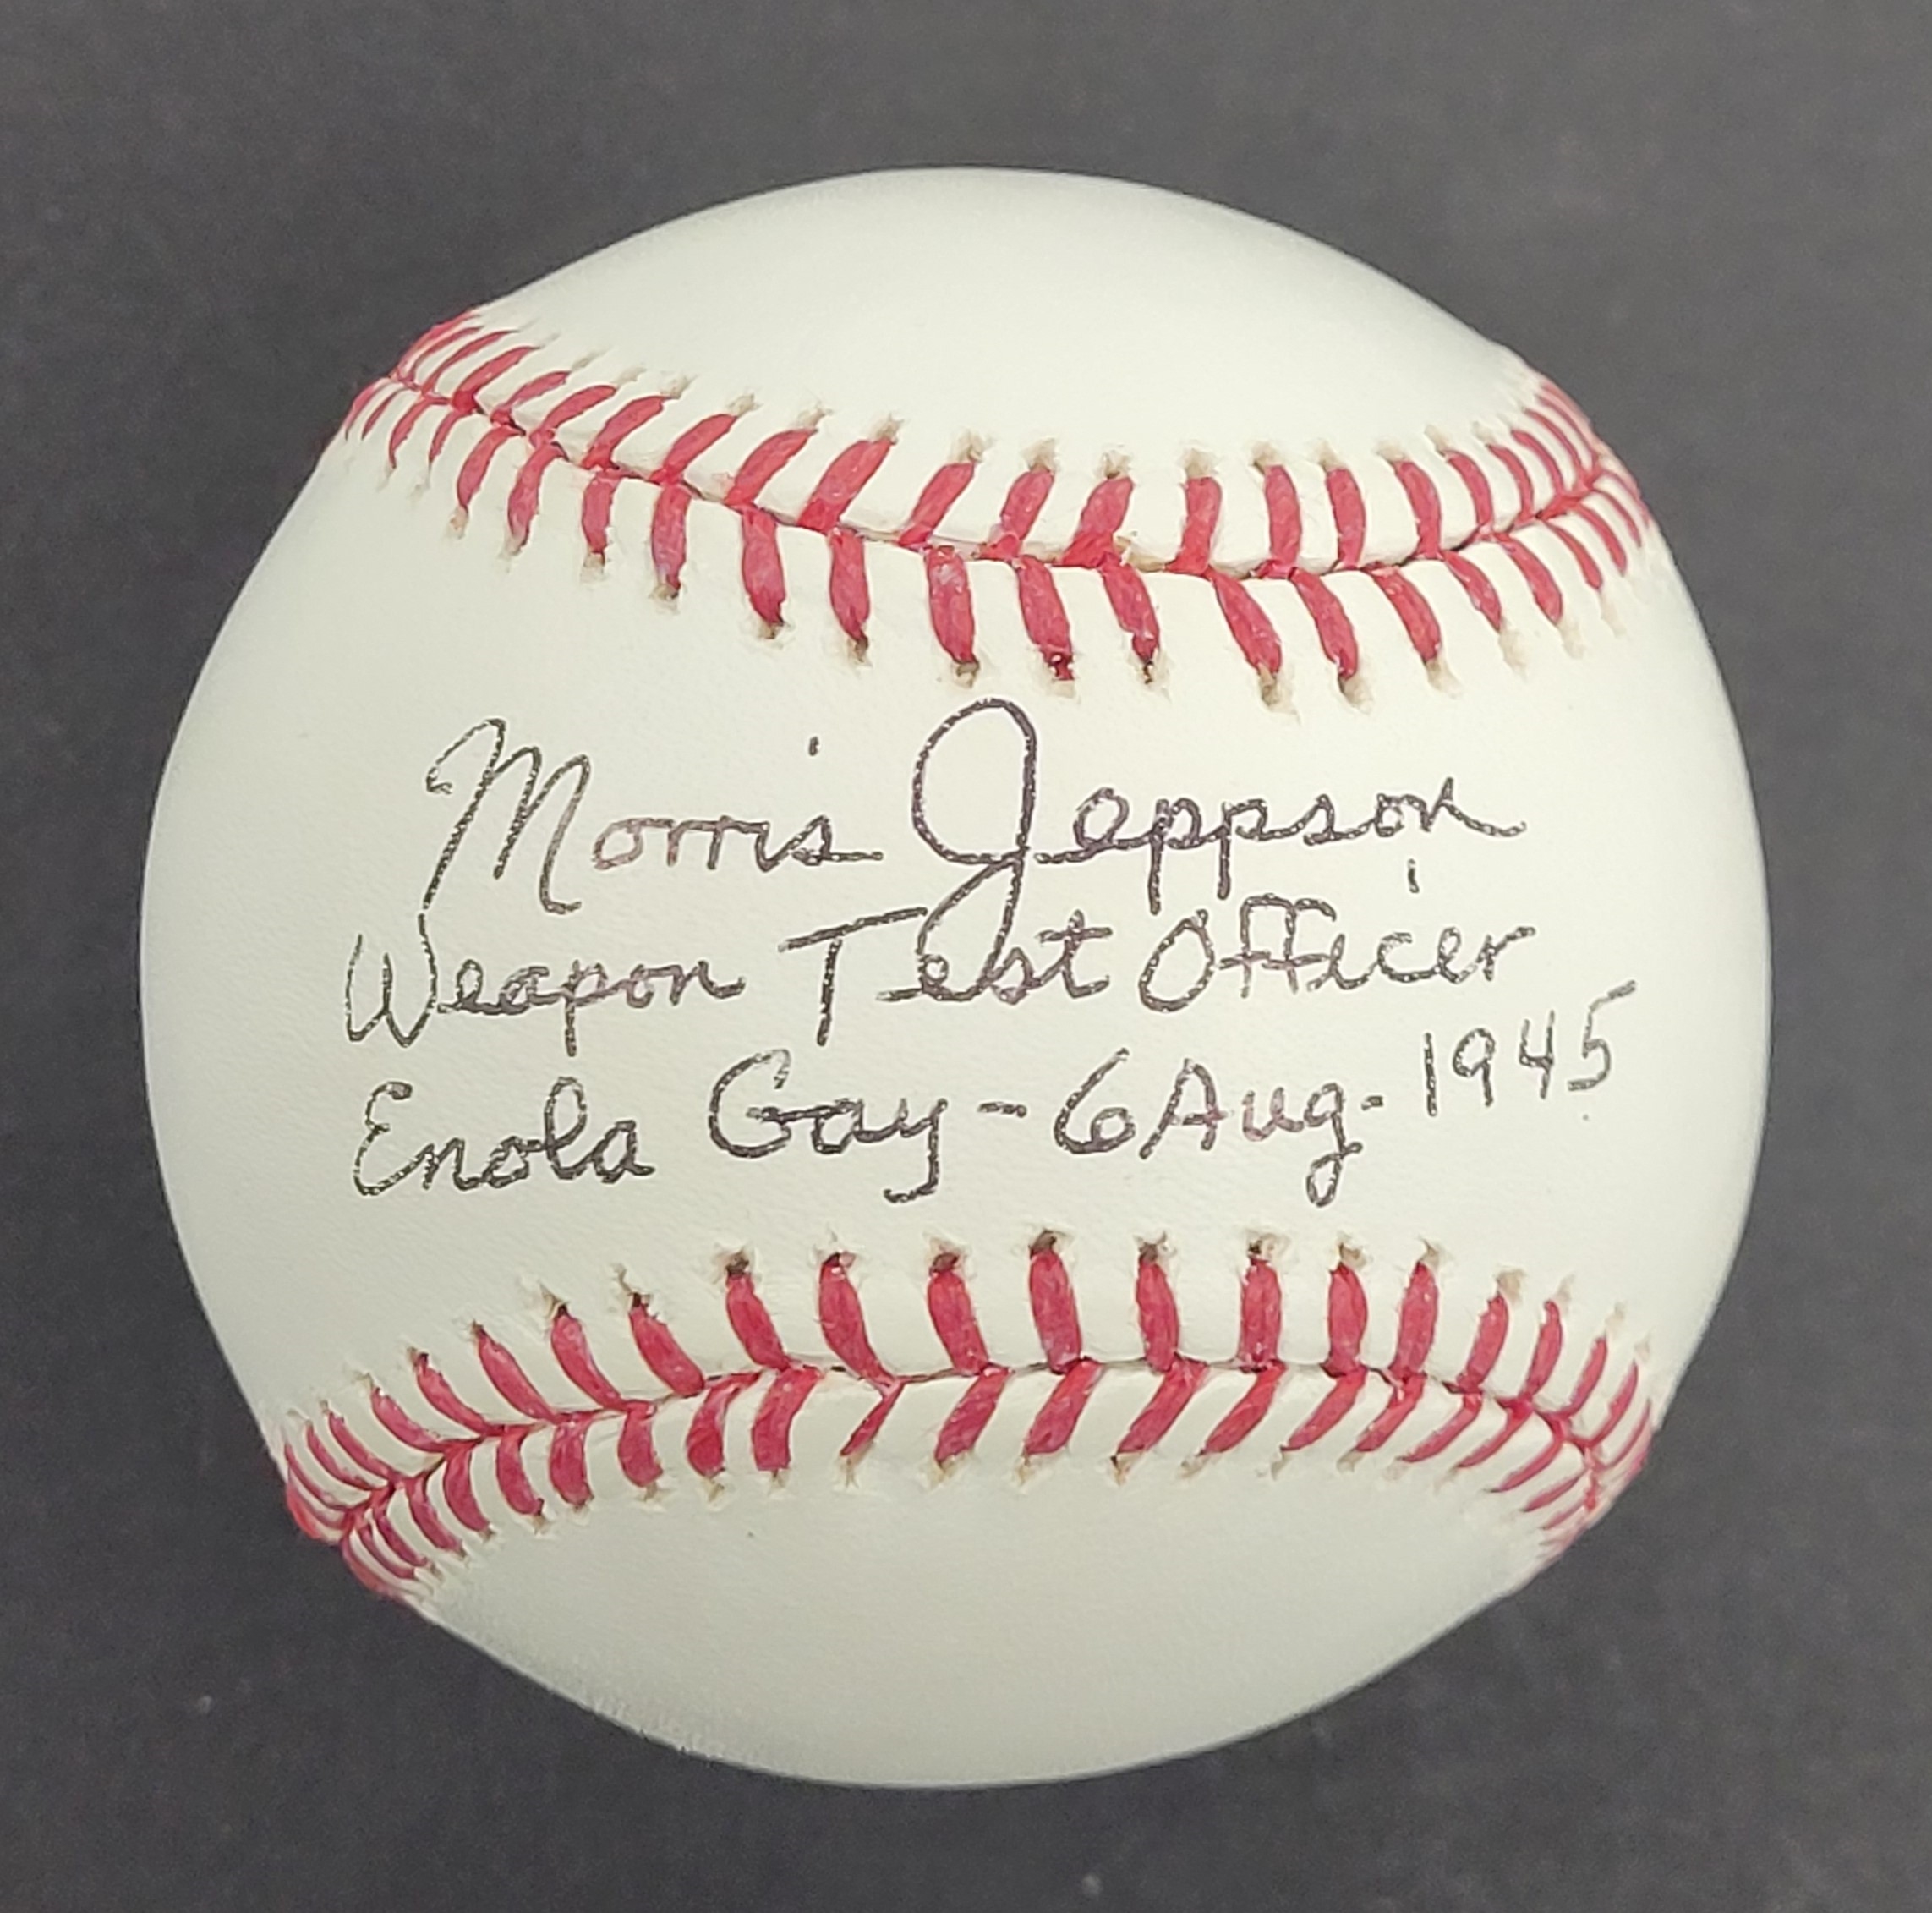 Morris Jeppson
Weapon Test Officer
Enola Gay - 6 Aug. 1945